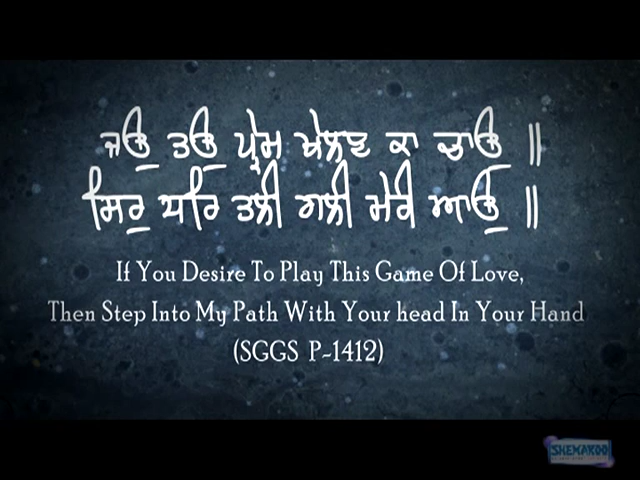 ਜਉ ਤਉ ਪ੍ਰੇਮ ਖੇਲਣ ਕਾ ਚਾਉ ॥
ਸਿਰੁ ਧਰਿ ਤਲੀ ਗਲੀ ਮੇਰੀ ਆਉ ॥
If You Desire To Play This Game Of Love,
Then Step Into My Path With Your head In Your Hand
(SGGS P-1412)
SHEMAROO